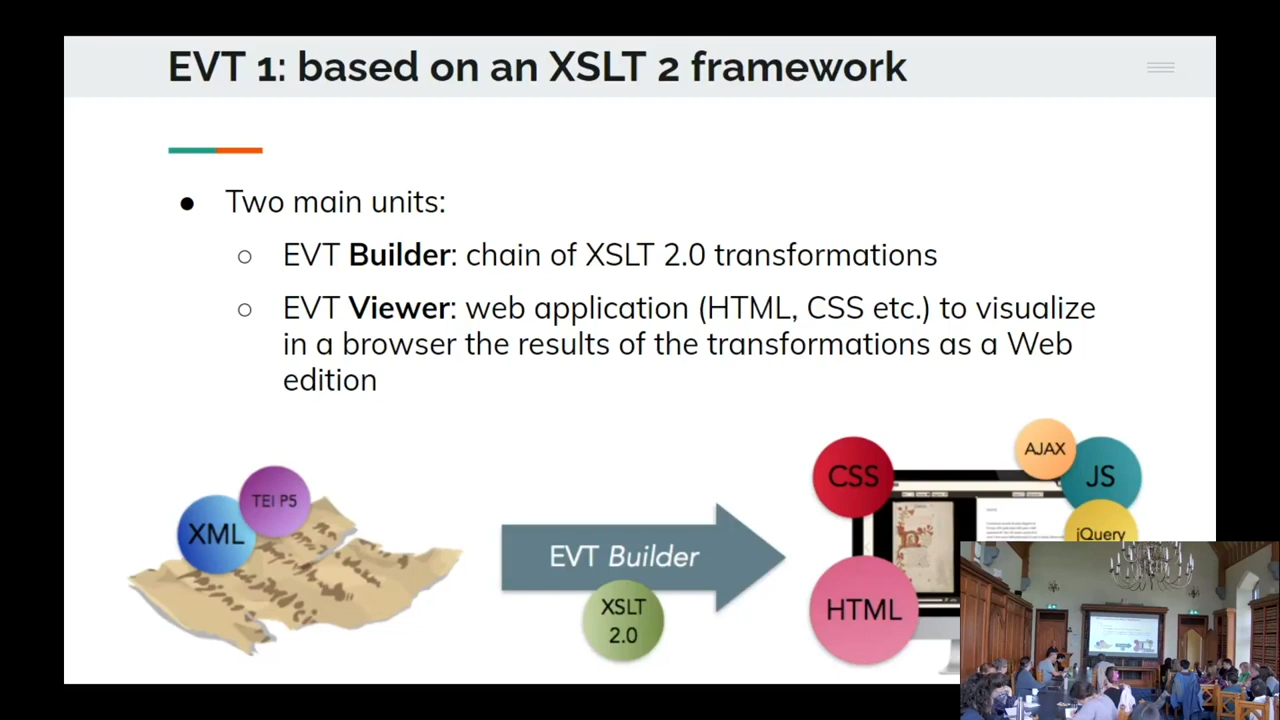 EVT 1: based on an XSLT 2 framework
● Two main units:
○ EVT Builder: chain of XSLT 2.0 transformations
○ EVT Viewer: web application (HTML, CSS etc.) to visualize
in a browser the results of the transformations as a Web
edition
XML
TEI P5
EVT Builder
XSLT
2.0
CSS
HTML
AJAX
JS
jQuery